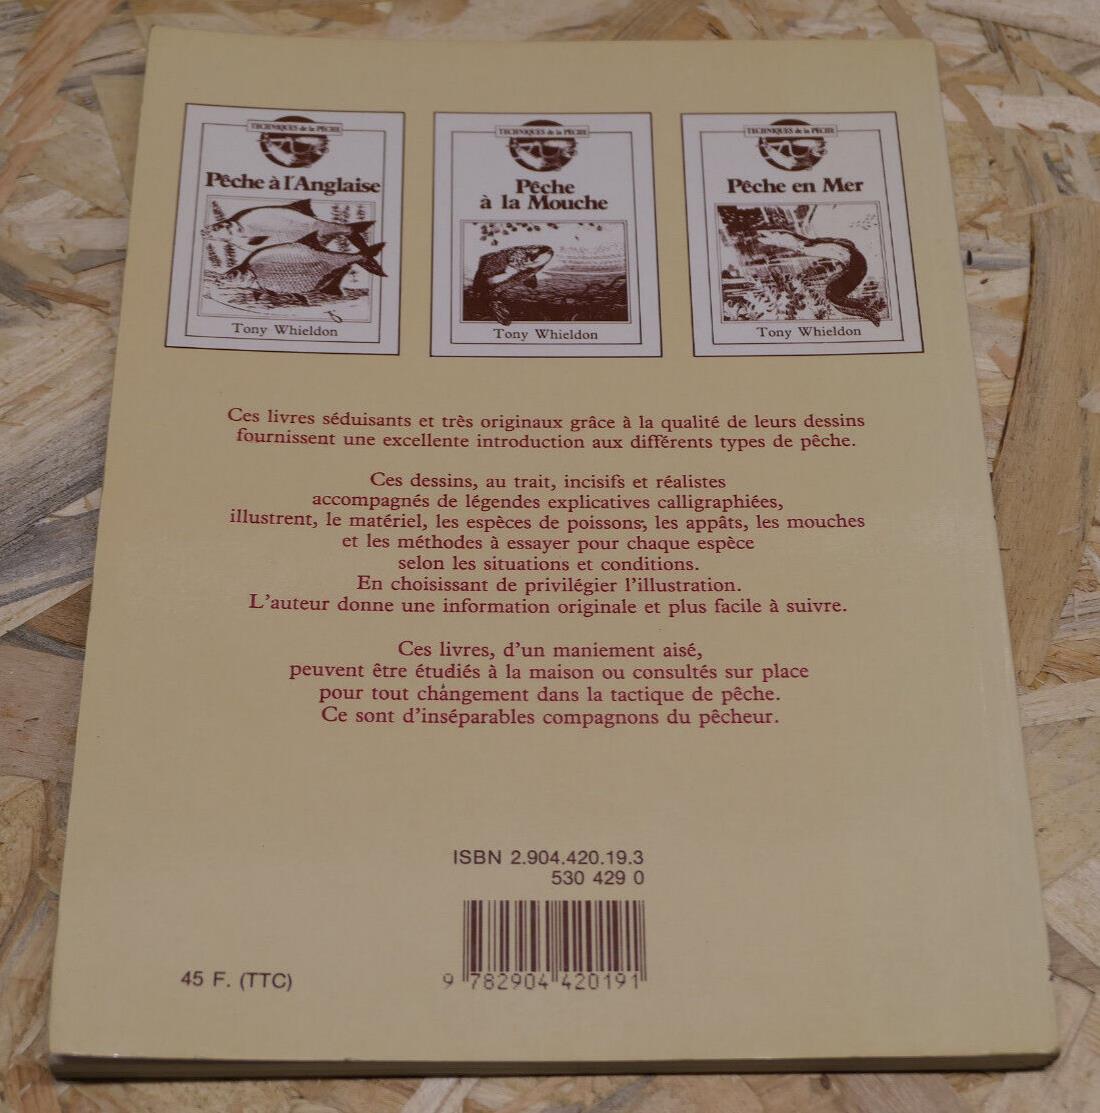 TECHNIQUES de la PÊCHE
Pêche à l'Anglaise
Tony Whieldon
TECHNIQUES de la PÊCHE
Pêche
à la Mouche
Tony Whieldon
TECHNIQUES de la PÊCHE
Pêche en Mer
Tony Whieldon
Ces livres séduisants et très originaux grâce à la qualité de leurs dessins
fournissent une excellente introduction aux différents types de pêche.
Ces dessins, au trait, incisifs et réalistes
accompagnés de légendes explicatives calligraphiées,
illustrent, le matériel, les espèces de poissons, les appâts, les mouches
et les méthodes à essayer pour chaque espèce
selon les situations et conditions.
En choisissant de privilégier l'illustration.
L'auteur donne une information originale et plus facile à suivre.
Ces livres, d'un maniement aisé,
peuvent être étudiés à la maison ou consultés sur place
pour tout changement dans la tactique de pêche.
Ce sont d'inséparables compagnons du pêcheur.
ISBN 2.904.420.19.3
530 429 0
45 F. (TTC)
9 782904 420191